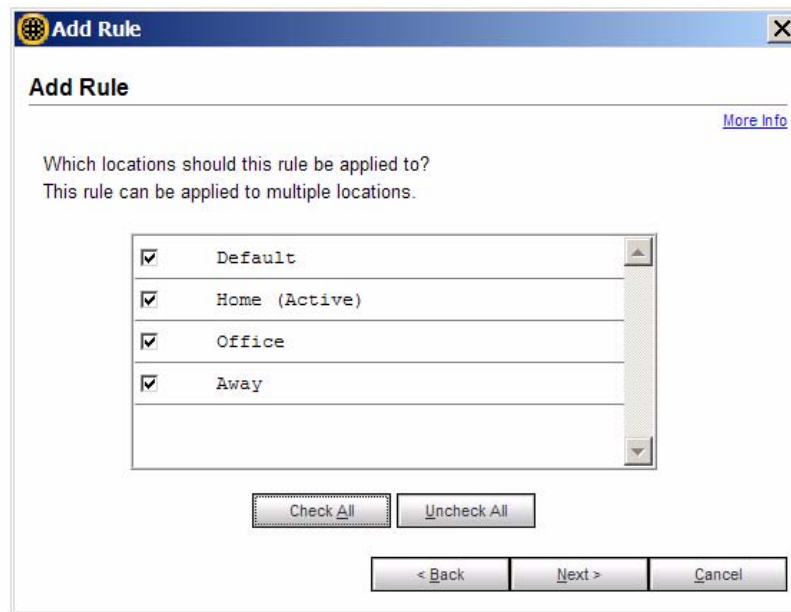 Add Rule
Add Rule
More Info
Which locations should this rule be applied to?
This rule can be applied to multiple locations.
Default
Home (Active)
Office
Away
Check All
Uncheck All
< Back
Next >
Cancel